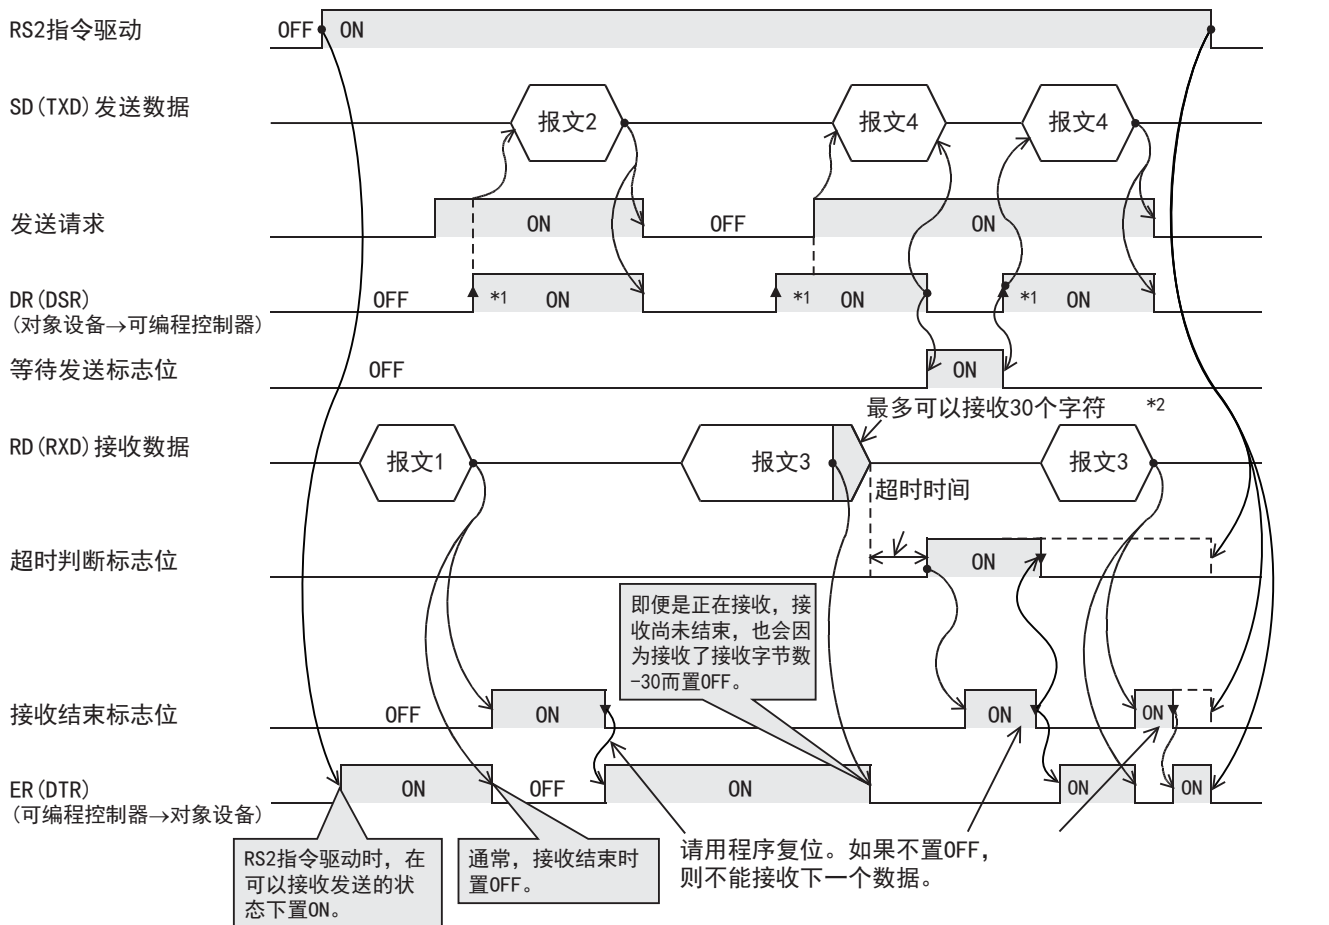 RS2指令驱动
OFF
ON
SD(TXD)发送数据
报文2
报文4
报文4
发送请求
ON
OFF
ON
DR(DSR)
(对象设备→可编程控制器)
OFF
*1
ON
*1
ON
*1
ON
等待发送标志位
OFF
ON
最多可以接收30个字符
*2
RD(RXD)接收数据
报文1
报文3
报文3
超时时间
超时判断标志位
ON
即便是正在接收，接
收尚未结束，也会因
为接收了接收字节数
-30而置OFF。
接收结束标志位
OFF
ON
ON
ON
ER(DTR)
(可编程控制器→对象设备)
ON
OFF
ON
ON
ON
RS2指令驱动时，在
可以接收发送的状
态下置ON。
通常，接收结束时
置OFF。
请用程序复位。如果不置OFF，
则不能接收下一个数据。